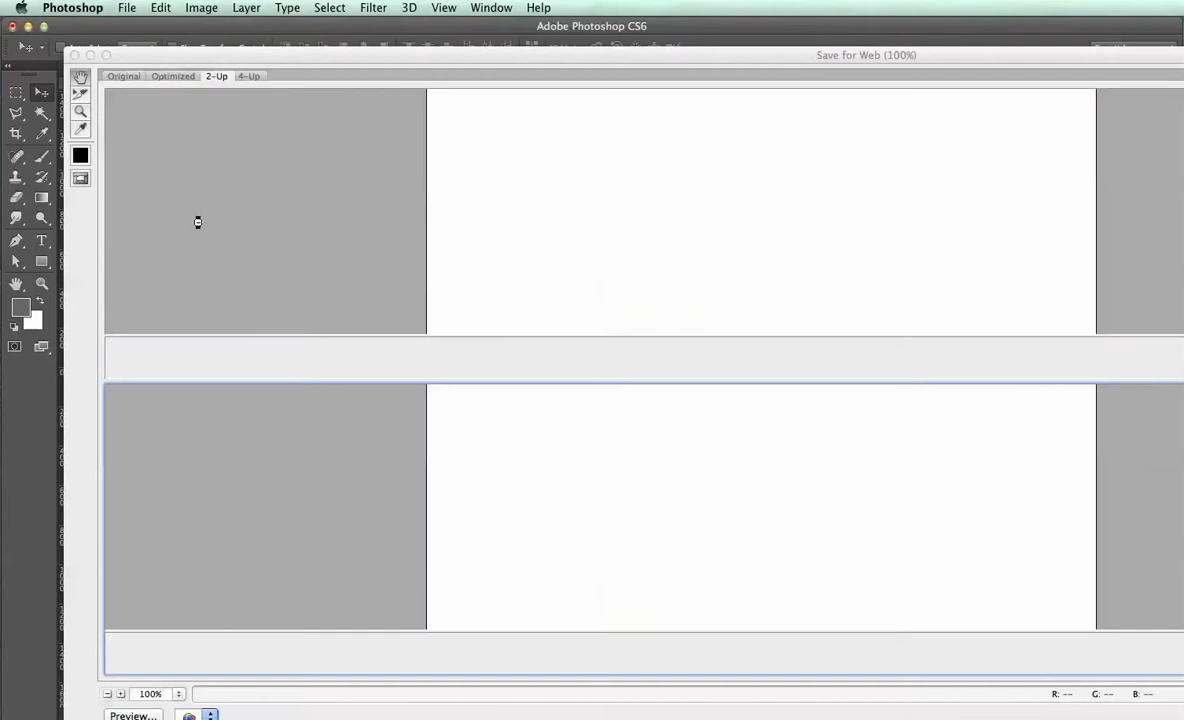 Photoshop File Edit Image Layer Type Select Filter 3D View Window Help
Adobe Photoshop CS6
Save for Web (100%)
Original Optimized 2-Up 4-Up
T
100%
R: -- G: -- B: --
Preview...